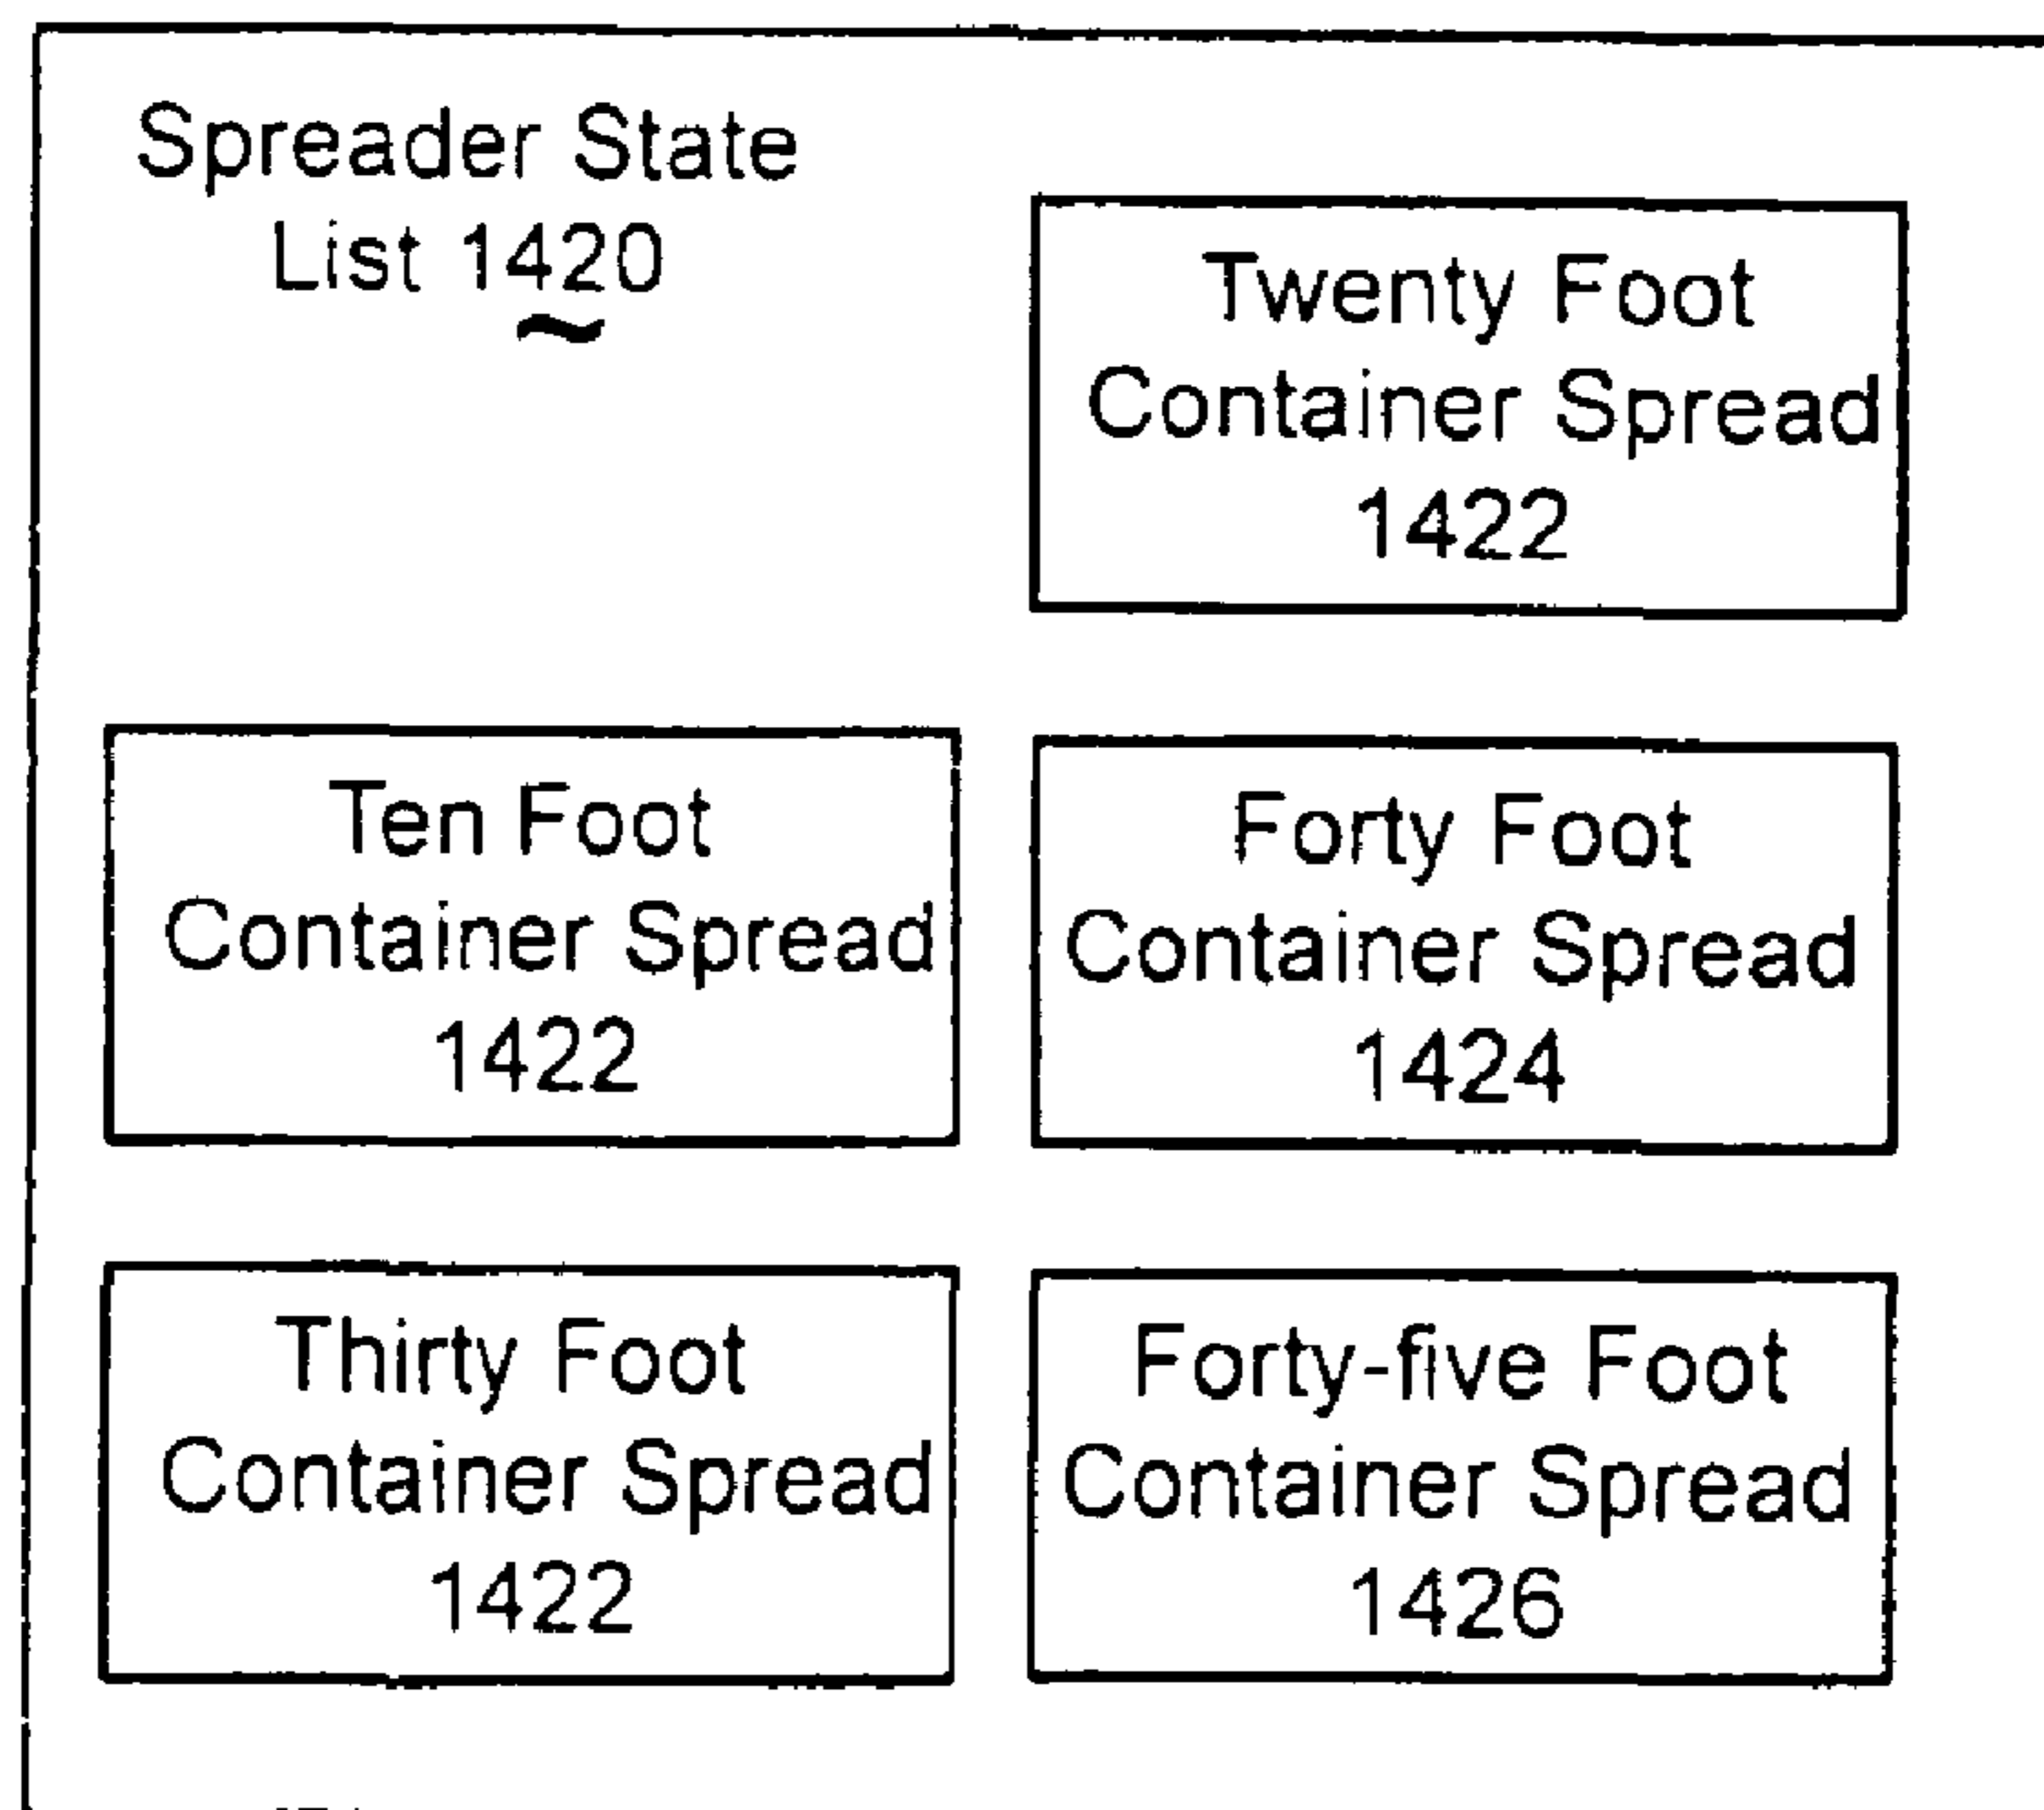 Spreader State
List 1420
Twenty Foot
Container Spread
1422
Ten Foot
Container Spread
1422
Forty Foot
Container Spread
1424
Thirty Foot
Container Spread
1422
Forty-five Foot
Container Spread
1426